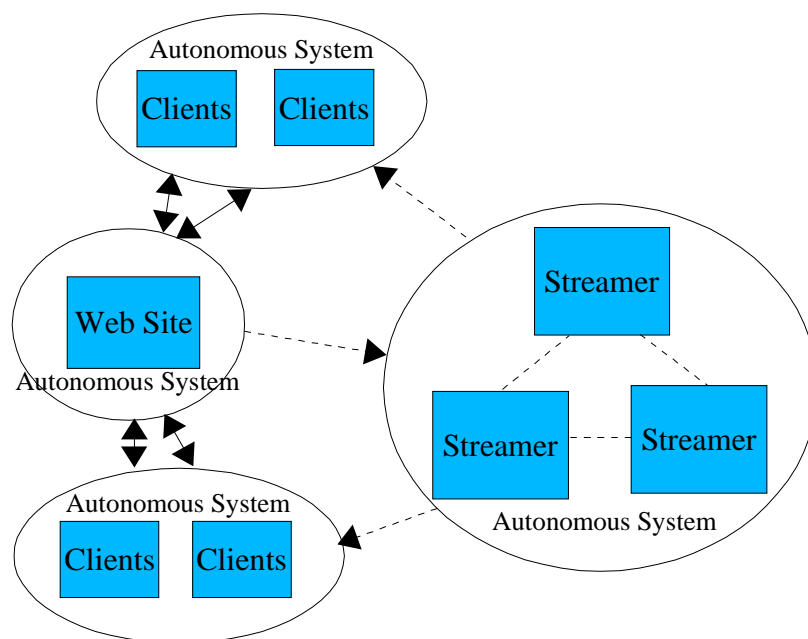 Autonomous System
Clients Clients
Streamer
Web Site
Autonomous System
Streamer Streamer
Autonomous System
Autonomous System
Clients Clients